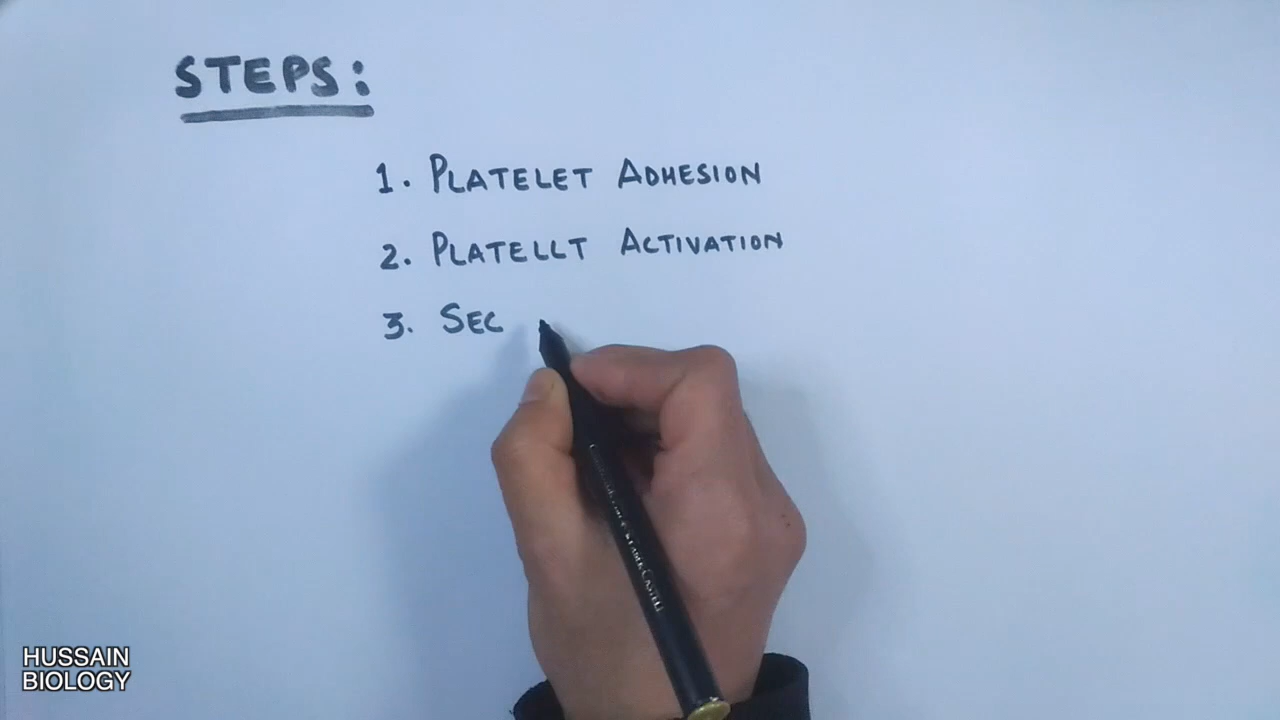 STEPS:
1. PLATELET ADHESION
2. PLATELLT ACTIVATION
3. SEC
HUSSAIN
BIOLOGY